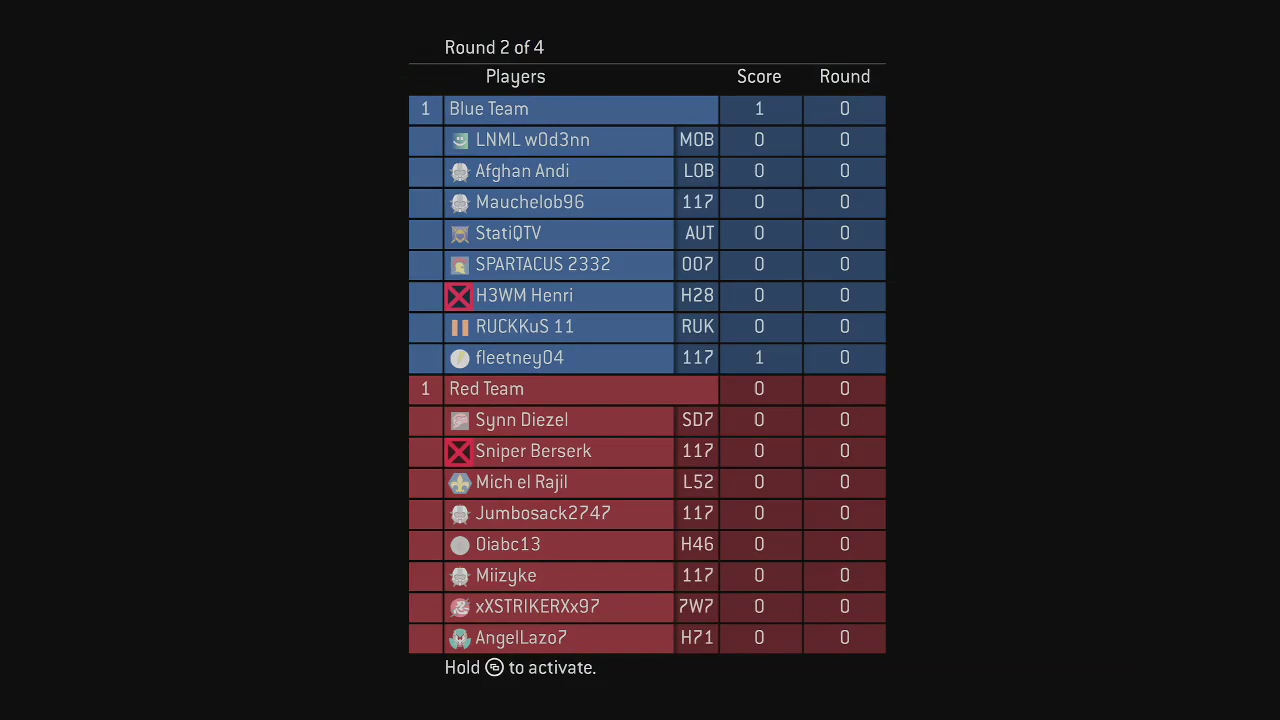 Round 2 of 4
Players Score Round
1 Blue Team 1 0
LNML w0d3nn MOB 0 0
Afghan Andi LOB 0 0
Mauchelob96 117 0 0
StatiQTV AUT 0 0
SPARTACUS 2332 007 0 0
H3WM Henri H28 0 0
RUCKKuS 11 RUK 0 0
fleetney04 117 1 0
1 Red Team 0 0
Synn Diezel SD7 0 0
Sniper Berserk 117 0 0
Mich el Rajil L52 0 0
Jumbosack2747 117 0 0
Oiabc13 H46 0 0
Miizyke 117 0 0
xXSTRIKERXx97 7W7 0 0
AngelLazo7 H71 0 0
Hold to activate.